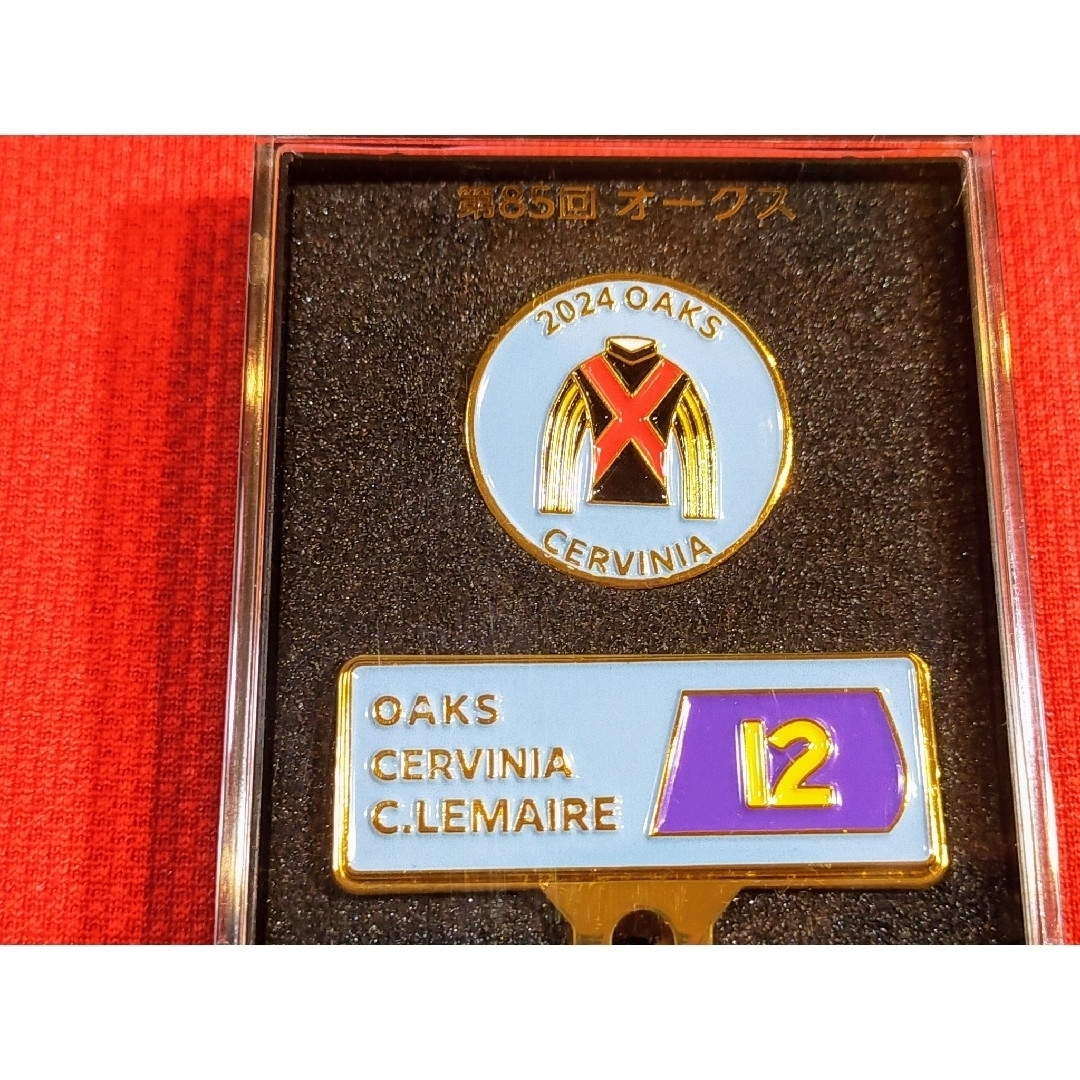 第85回 オークス
2024 OAKS
CERVINIA
OAKS
CERVINIA
C.LEMAIRE
12